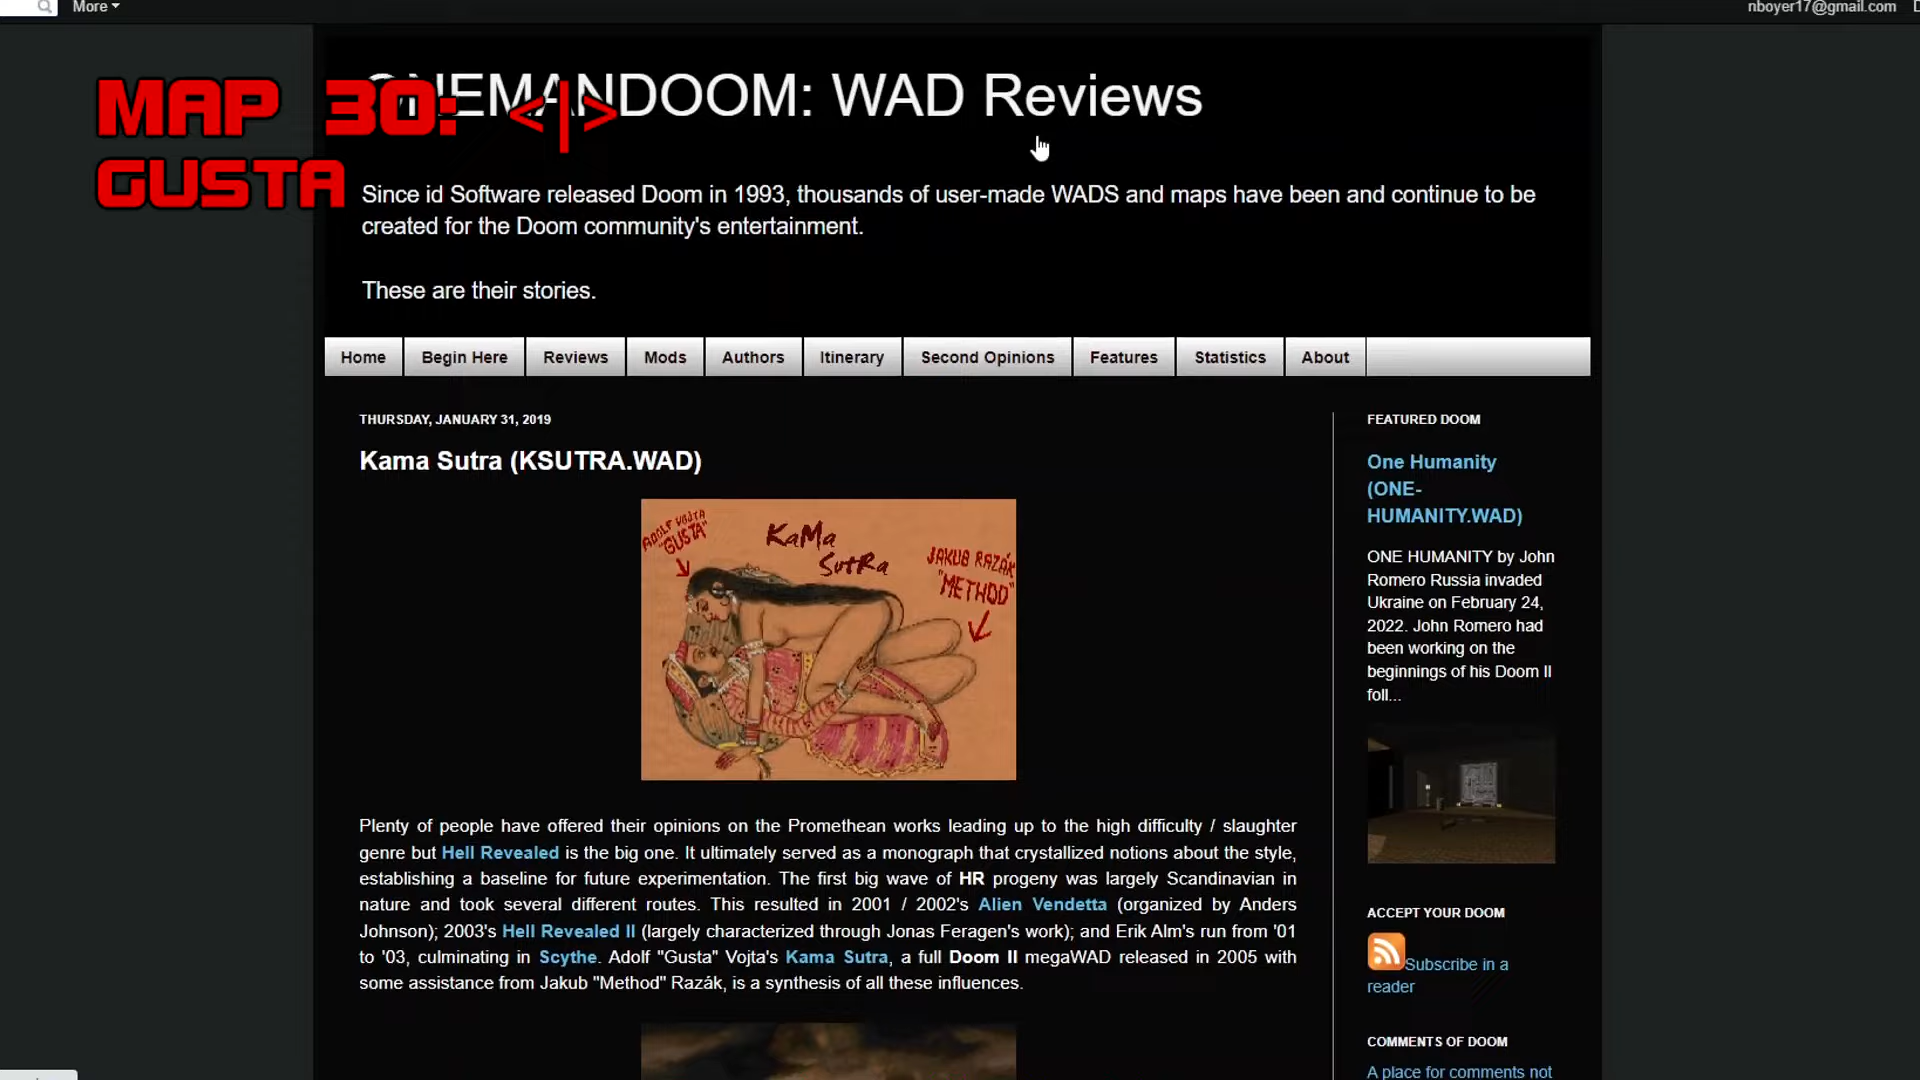 More
nboyer17@gmail.com
MAP 30: <|>
GUSTA
ONEMANDOOM: WAD Reviews
Since id Software released Doom in 1993, thousands of user-made WADS and maps have been and continue to be
created for the Doom community's entertainment.
These are their stories.
Home Begin Here Reviews Mods Authors Itinerary Second Opinions Features Statistics About
THURSDAY, JANUARY 31, 2019
Kama Sutra (KSUTRA.WAD)
ADOLF VOJTA
"GUSTA"
KaMa
SutRa
JAKUB RAZÁK
"METHOD"
Plenty of people have offered their opinions on the Promethean works leading up to the high difficulty / slaughter
genre but Hell Revealed is the big one. It ultimately served as a monograph that crystallized notions about the style,
establishing a baseline for future experimentation. The first big wave of HR progeny was largely Scandinavian in
nature and took several different routes. This resulted in 2001 / 2002's Alien Vendetta (organized by Anders
Johnson); 2003's Hell Revealed II (largely characterized through Jonas Feragen's work); and Erik Alm's run from '01
to '03, culminating in Scythe. Adolf "Gusta" Vojta's Kama Sutra, a full Doom II megaWAD released in 2005 with
some assistance from Jakub "Method" Razák, is a synthesis of all these influences.
FEATURED DOOM
One Humanity
(ONE-
HUMANITY.WAD)
ONE HUMANITY by John
Romero Russia invaded
Ukraine on February 24,
2022. John Romero had
been working on the
beginnings of his Doom II
foll...
ACCEPT YOUR DOOM
Subscribe in a
reader
COMMENTS OF DOOM
A place for comments not